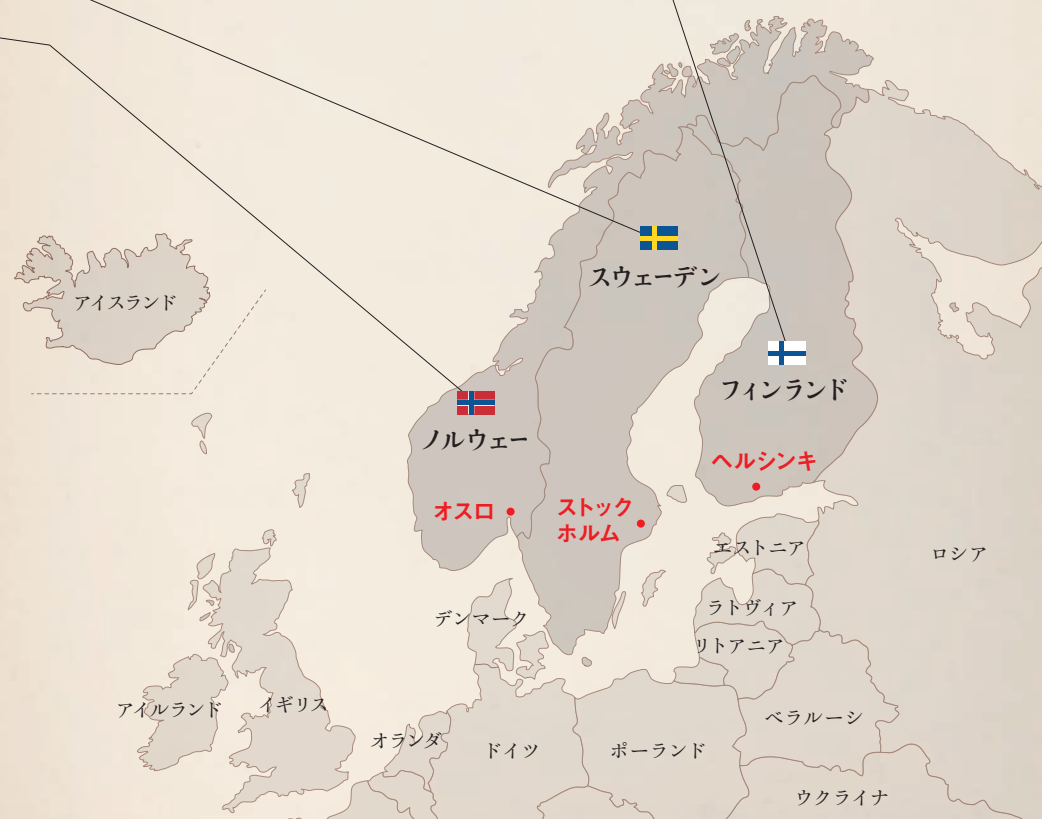 スウェーデン
アイスランド
フィンランド
ノルウェー
ヘルシンキ
オスロ
ストック
ホルム
エストニア
ロシア
ラトヴィア
デンマーク
リトアニア
アイルランド
イギリス
ベラルーシ
オランダ
ドイツ
ポーランド
ウクライナ